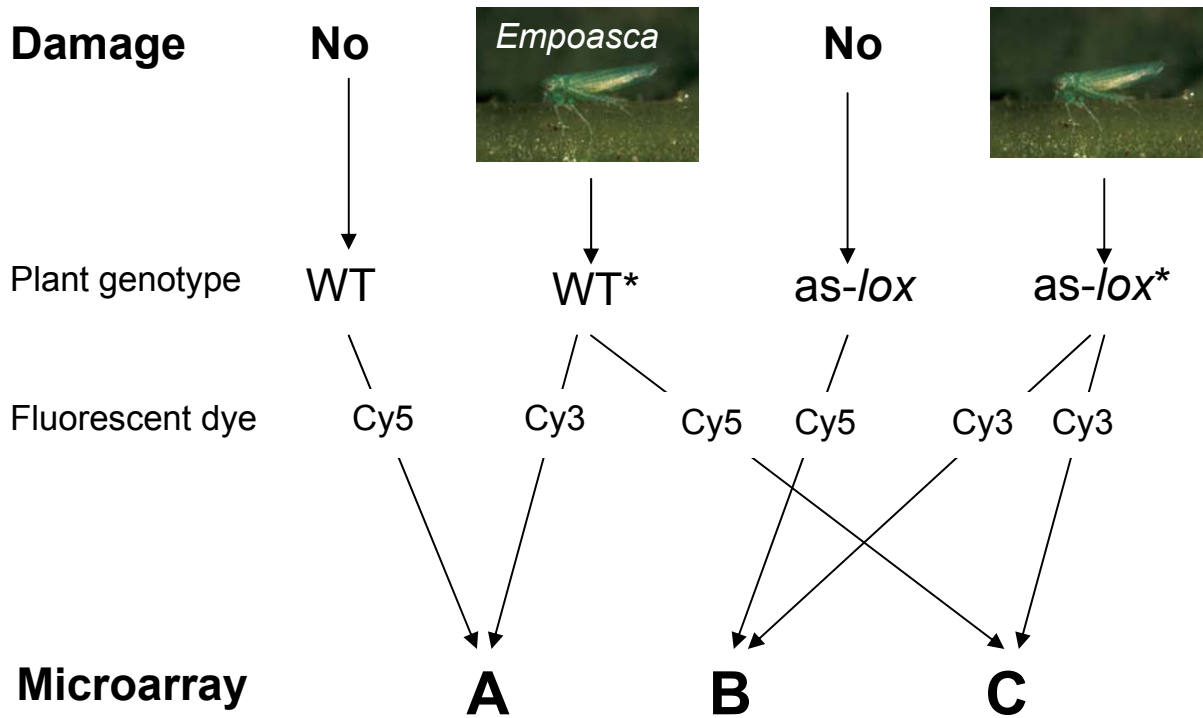 Damage No Empoasca No
Plant genotype WT WT* as-lox as-lox*
Fluorescent dye Cy5 Cy3 Cy5 Cy5 Cy3 Cy3
Microarray A B C